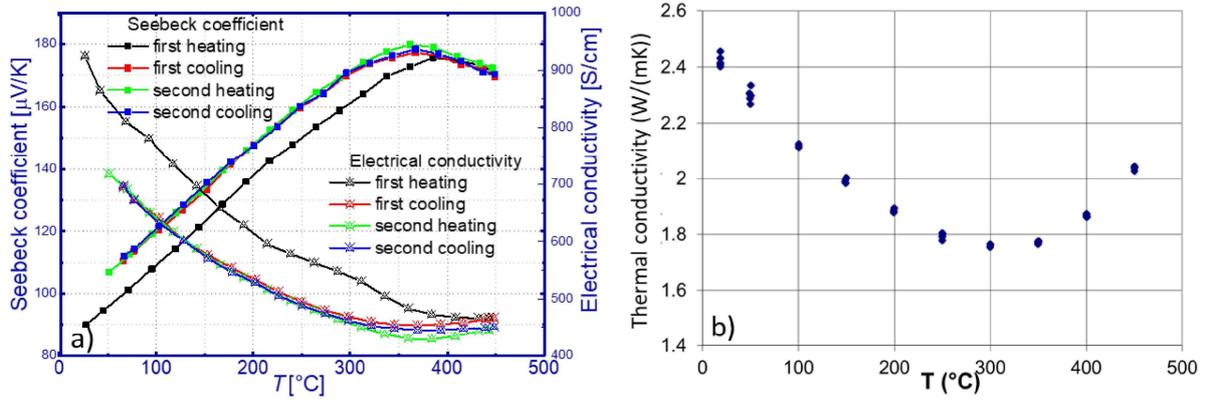 Seebeck coefficient
first heating
first cooling
second heating
second cooling
Electrical conductivity
first heating
first cooling
second heating
second cooling
a)
Seebeck coefficient [µV/K]
180
160
140
120
100
80
Electrical conductivity [S/cm]
1000
900
800
700
600
500
400
0 100 200 300 400 500
T [°C]
b)
Thermal conductivity (W/(mK))
2.6
2.4
2.2
2
1.8
1.6
1.4
0 100 200 300 400 500
T (°C)